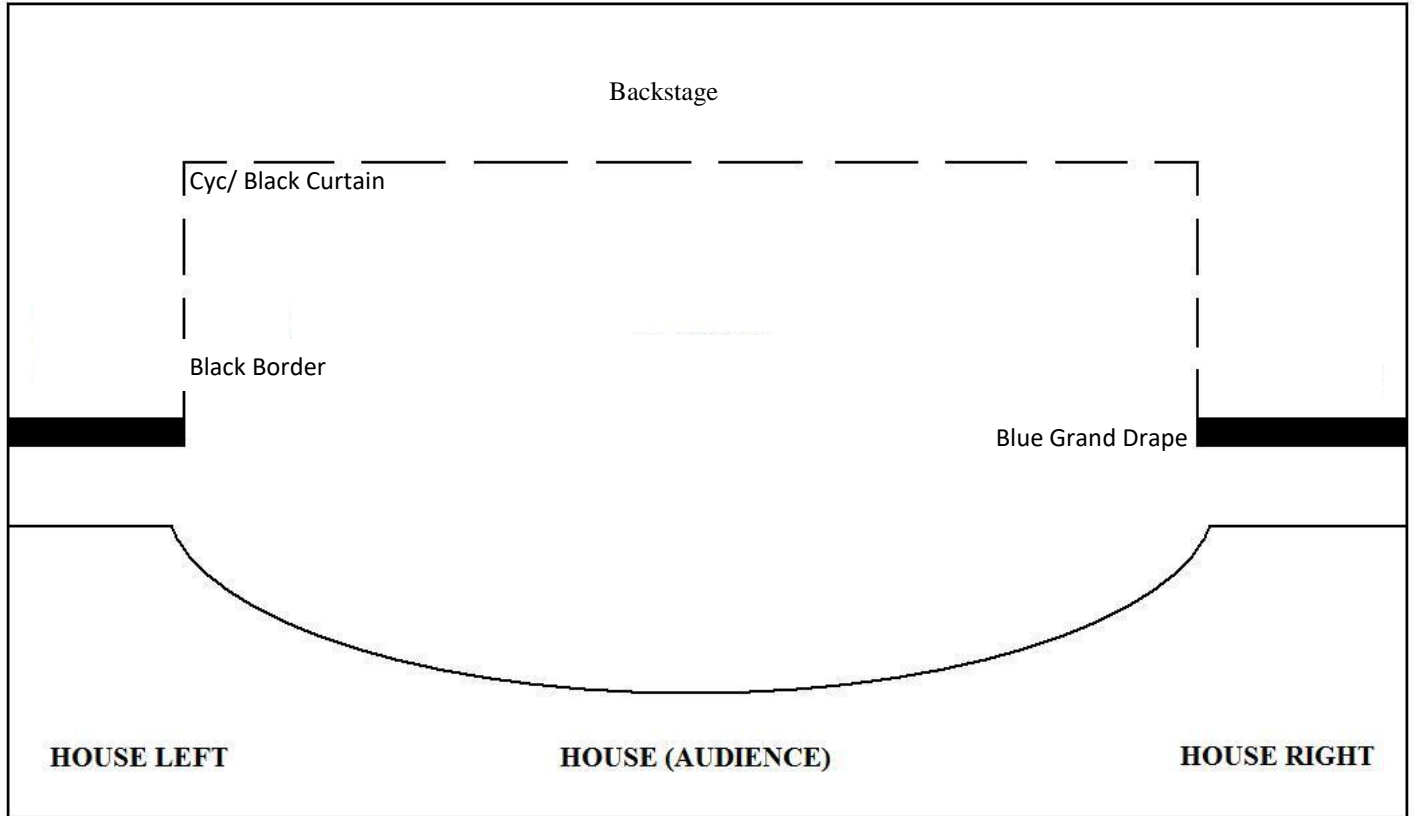 Backstage
Cyc/ Black Curtain
Black Border
Blue Grand Drape
HOUSE LEFT
HOUSE (AUDIENCE)
HOUSE RIGHT